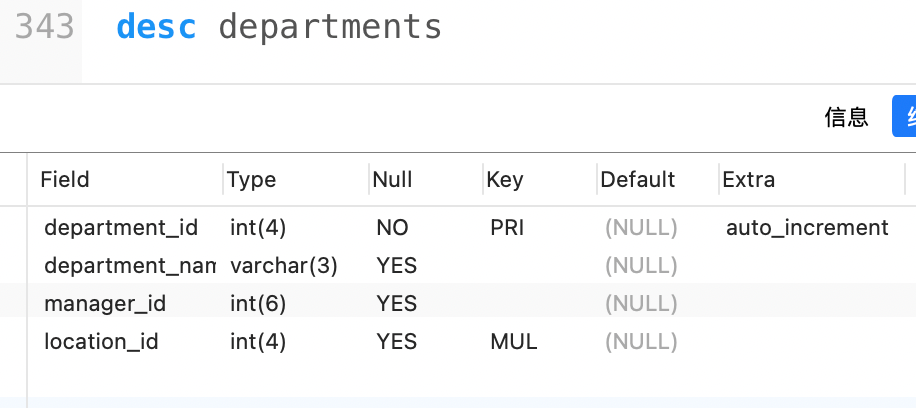 343 desc departments
信息
Field Type Null Key Default Extra
department_id int(4) NO PRI (NULL) auto_increment
department_nam varchar(3) YES (NULL)
manager_id int(6) YES (NULL)
location_id int(4) YES MUL (NULL)